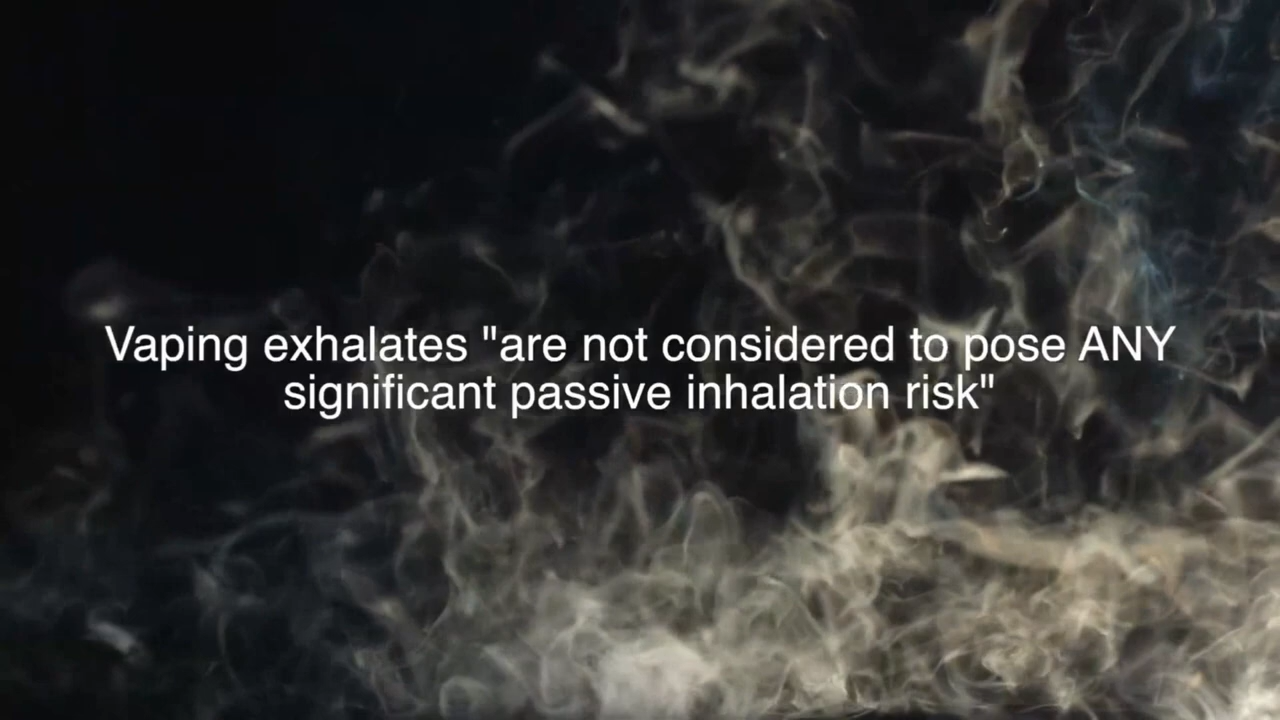 Vaping exhalates "are not considered to pose ANY
significant passive inhalation risk"